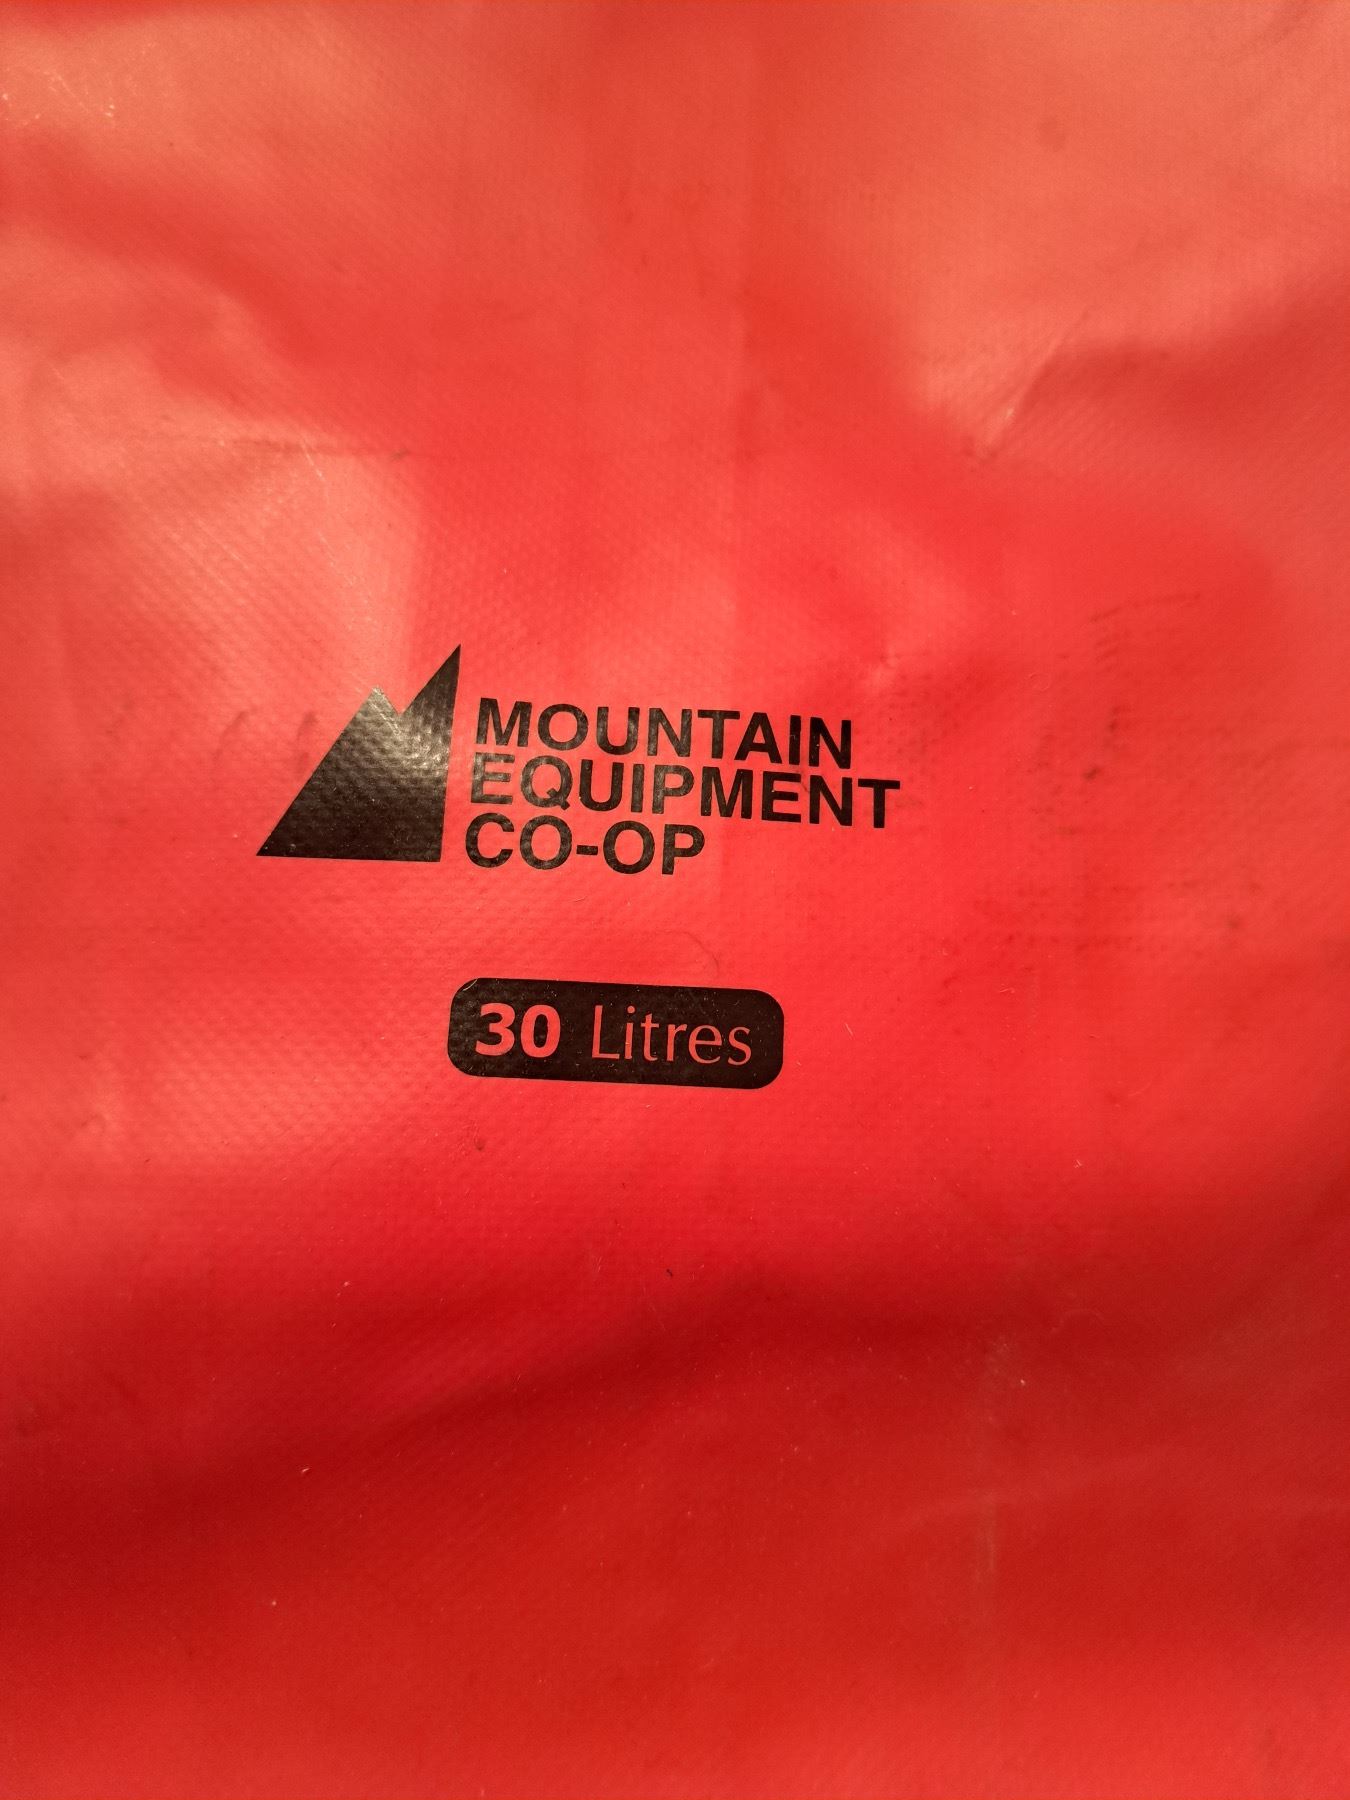 MOUNTAIN
EQUIPMENT
CO-OP
30 Litres